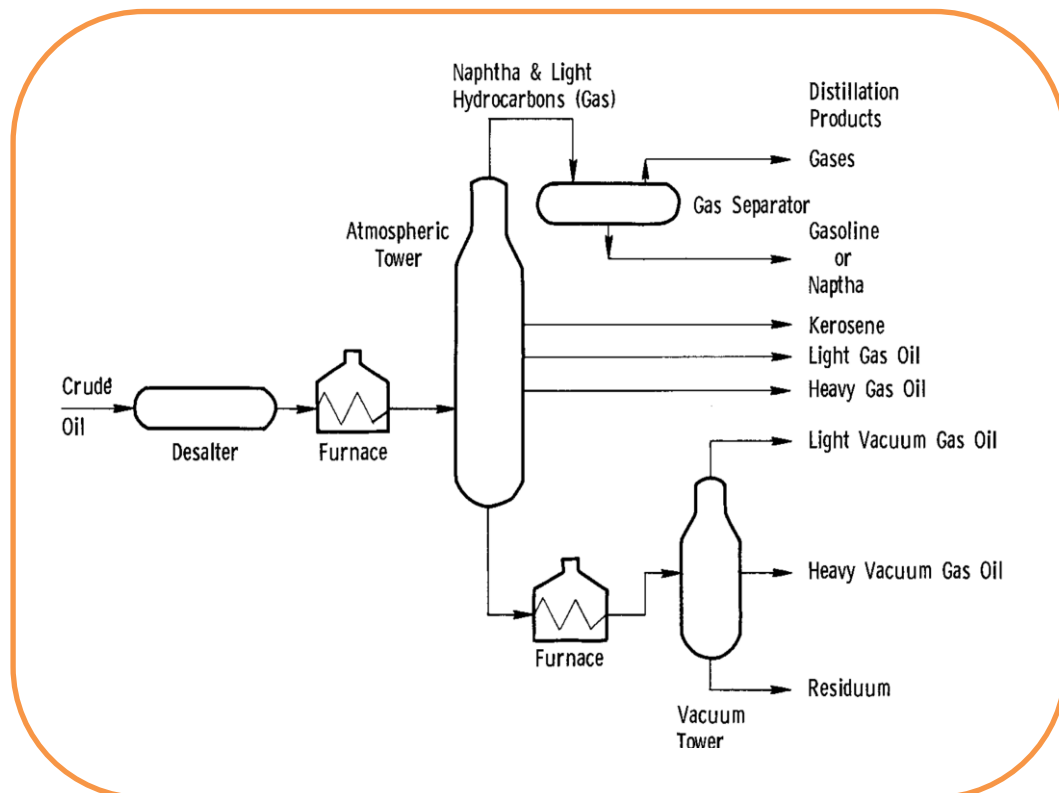 Naphtha & Light
Hydrocarbons (Gas)
Distillation
Products
Gases
Gas Separator
Atmospheric
Tower
Gasoline
or
Naptha
Kerosene
Light Gas Oil
Heavy Gas Oil
Crude
Oil
Desalter
Furnace
Light Vacuum Gas Oil
Heavy Vacuum Gas Oil
Furnace
Residuum
Vacuum
Tower